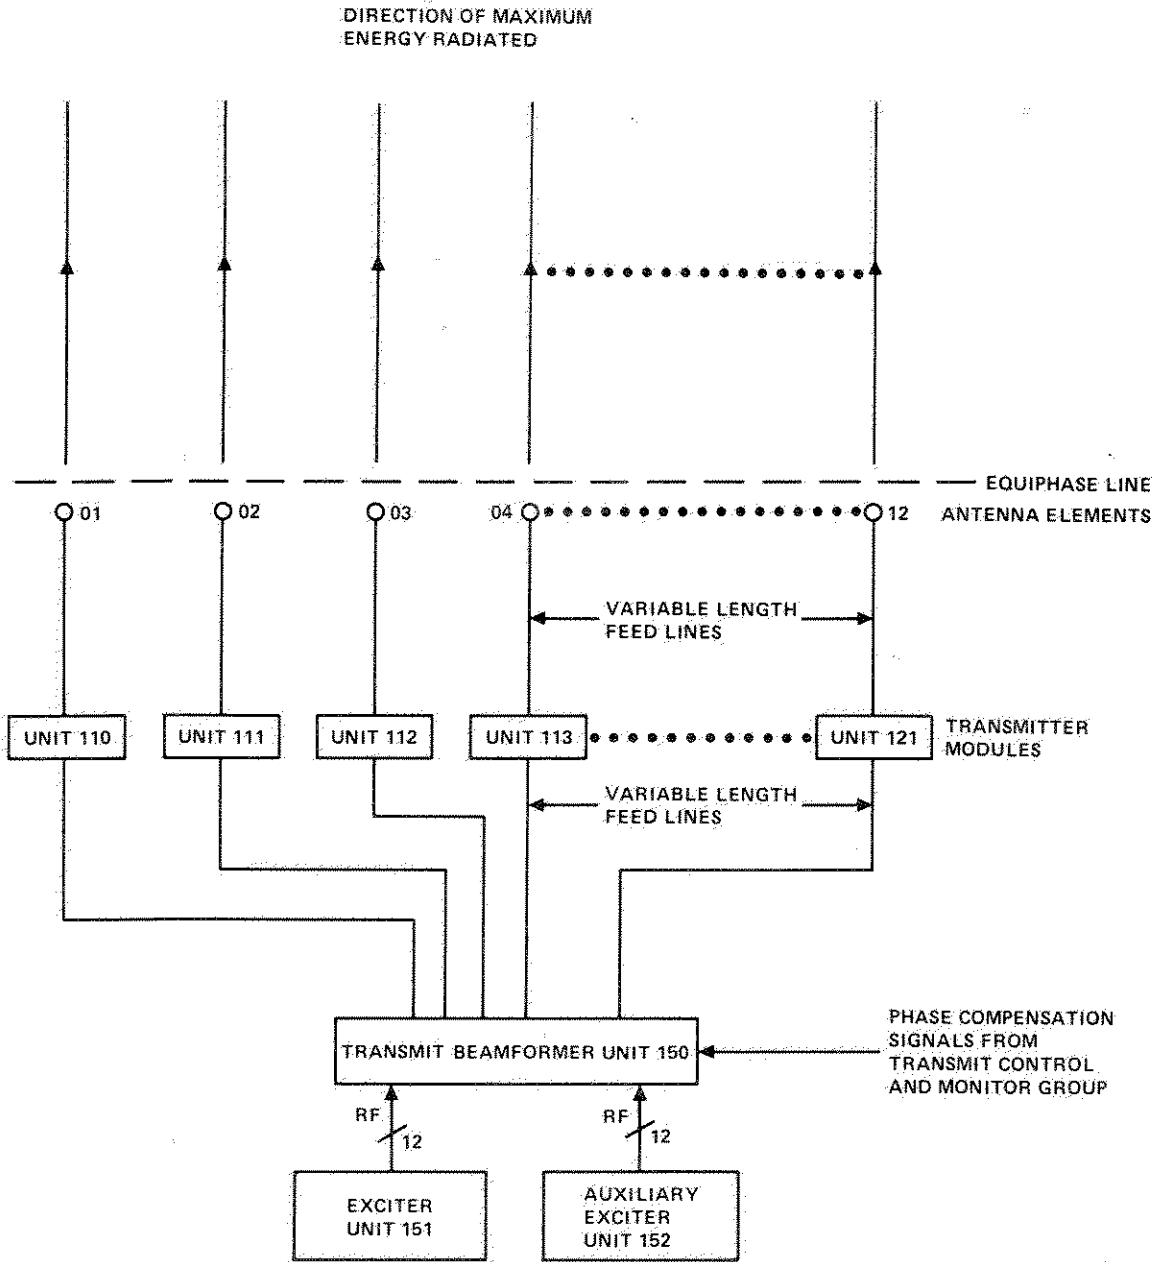 DIRECTION OF MAXIMUM
ENERGY RADIATED
EQUIPHASE LINE
01
02
03
04
12
ANTENNA ELEMENTS
VARIABLE LENGTH
FEED LINES
UNIT 110
UNIT 111
UNIT 112
UNIT 113
UNIT 121
TRANSMITTER
MODULES
VARIABLE LENGTH
FEED LINES
TRANSMIT BEAMFORMER UNIT 150
PHASE COMPENSATION
SIGNALS FROM
TRANSMIT CONTROL
AND MONITOR GROUP
RF
12
RF
12
EXCITER
UNIT 151
AUXILIARY
EXCITER
UNIT 152